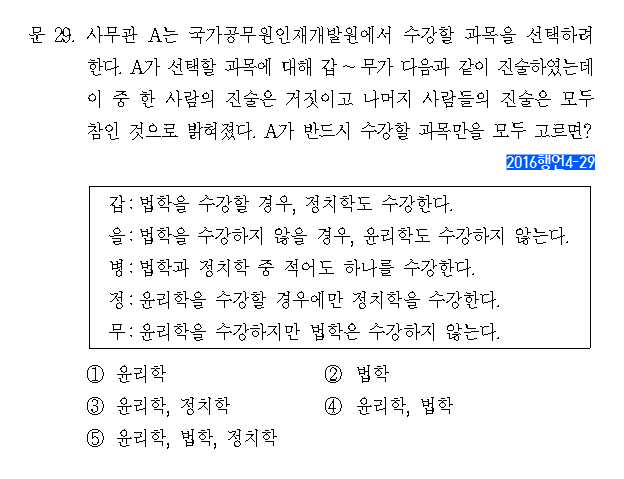 문 29. 사무관 A는 국가공무원인재개발원에서 수강할 과목을 선택하려
한다. A가 선택할 과목에 대해 갑～무가 다음과 같이 진술하였는데
이 중 한 사람의 진술은 거짓이고 나머지 사람들의 진술은 모두
참인 것으로 밝혀졌다. A가 반드시 수강할 과목만을 모두 고르면?
2016행언4-29
갑: 법학을 수강할 경우, 정치학도 수강한다.
을: 법학을 수강하지 않을 경우, 윤리학도 수강하지 않는다.
병: 법학과 정치학 중 적어도 하나를 수강한다.
정: 윤리학을 수강할 경우에만 정치학을 수강한다.
무: 윤리학을 수강하지만 법학은 수강하지 않는다.
① 윤리학 ② 법학
③ 윤리학, 정치학 ④ 윤리학, 법학
⑤ 윤리학, 법학, 정치학